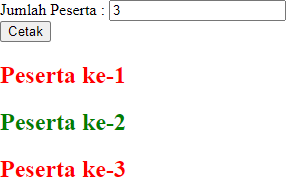 Jumlah Peserta : 3
Cetak
Peserta ke-1
Peserta ke-2
Peserta ke-3